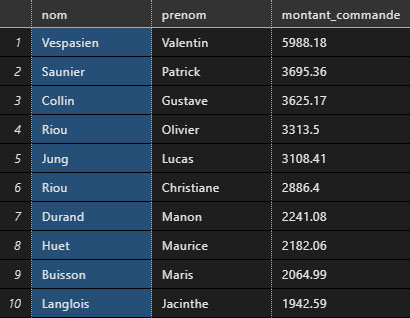 nom prenom montant_commande
1 Vespasien Valentin 5988.18
2 Saunier Patrick 3695.36
3 Collin Gustave 3625.17
4 Riou Olivier 3313.5
5 Jung Lucas 3108.41
6 Riou Christiane 2886.4
7 Durand Manon 2241.08
8 Huet Maurice 2182.06
9 Buisson Maris 2064.99
10 Langlois Jacinthe 1942.59